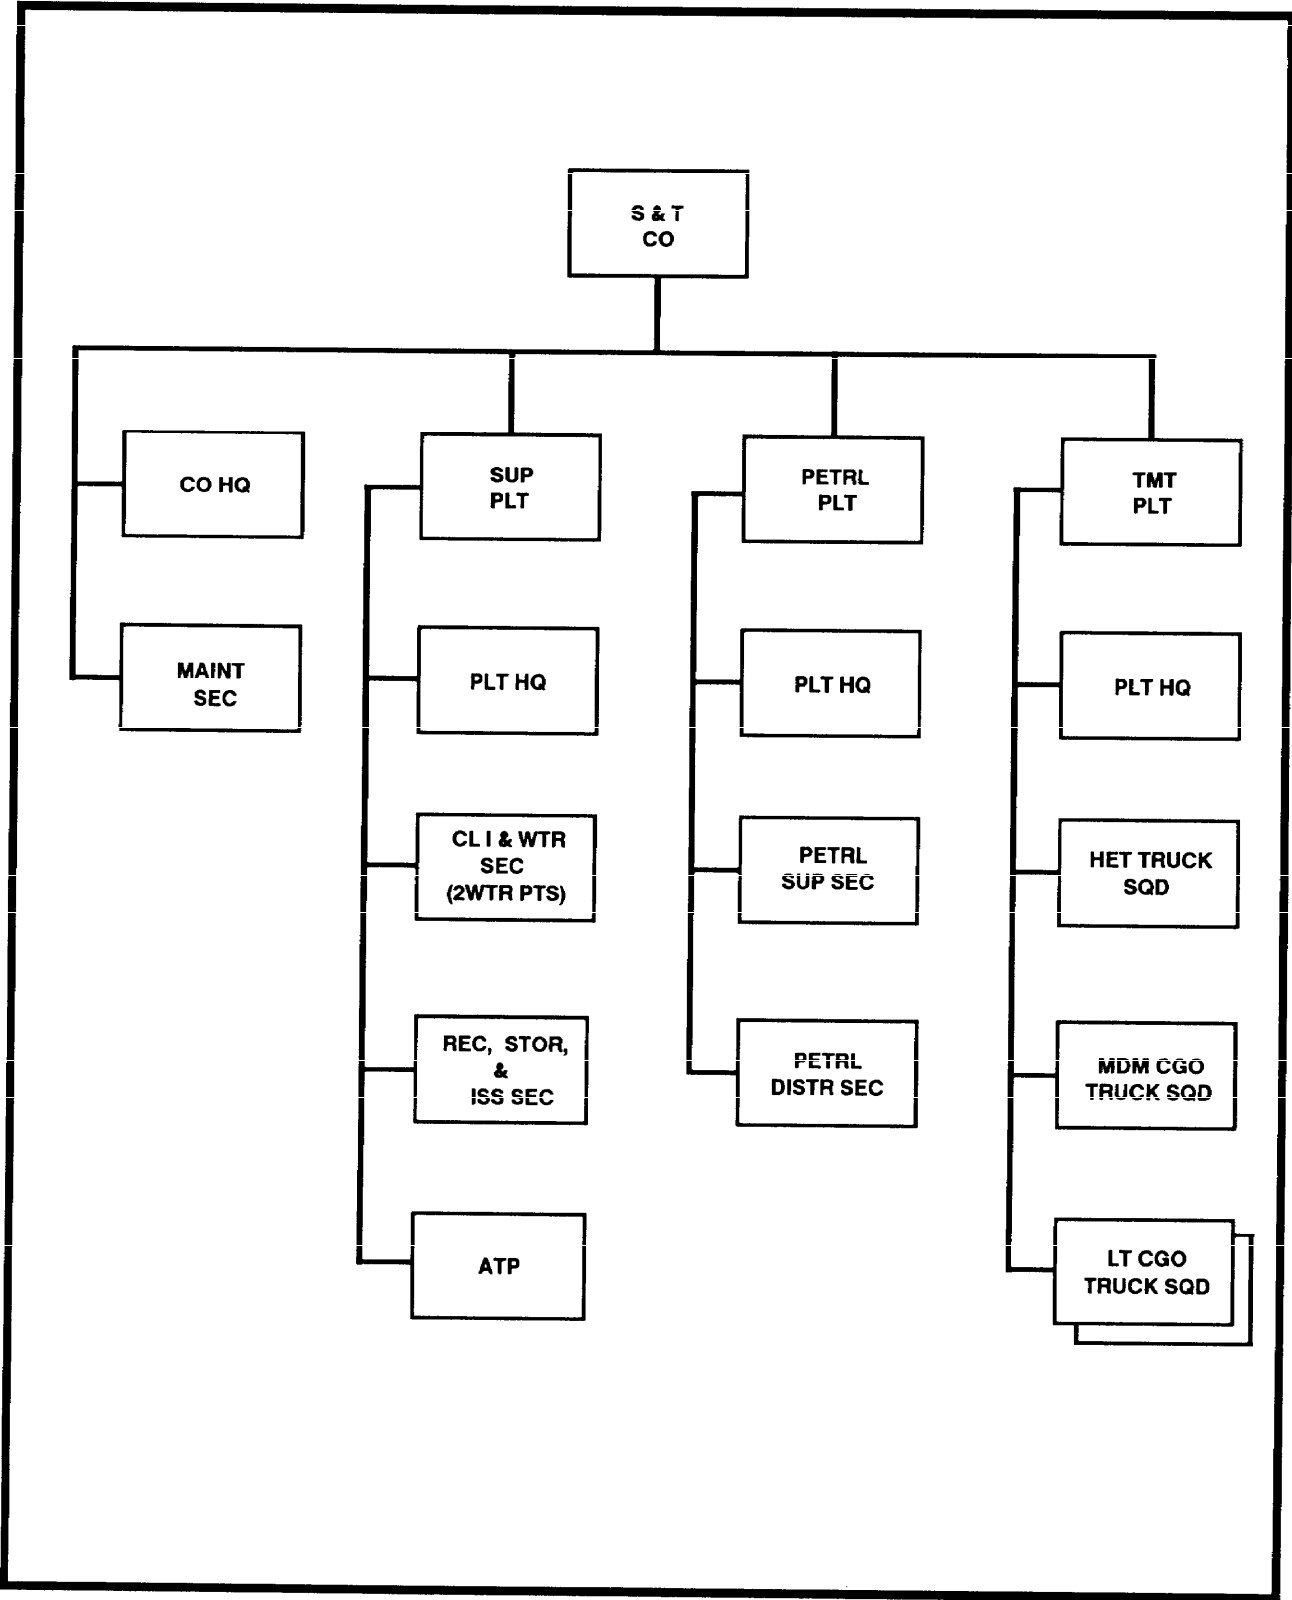 S & T
CO
CO HQ
MAINT
SEC
SUP
PLT
PLT HQ
CL I & WTR
SEC
(2WTR PTS)
REC, STOR,
&
ISS SEC
ATP
PETRL
PLT
PLT HQ
PETRL
SUP SEC
PETRL
DISTR SEC
TMT
PLT
PLT HQ
HET TRUCK
SQD
MDM CGO
TRUCK SQD
LT CGO
TRUCK SQD